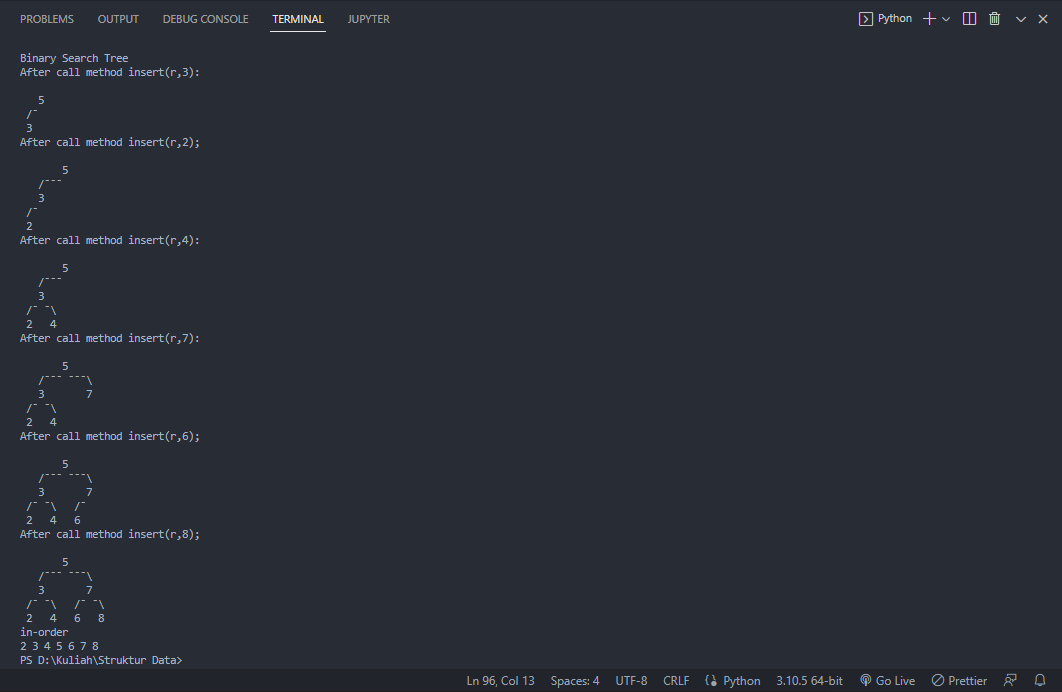 PROBLEMS OUTPUT DEBUG CONSOLE TERMINAL JUPYTER Python
Binary Search Tree
After call method insert(r,3):
   5
 /¯
 3
After call method insert(r,2);
       5
   /¯¯¯
   3
 /¯
 2
After call method insert(r,4):
       5
   /¯¯¯
   3
 /¯ ¯\
 2   4
After call method insert(r,7):
       5
   /¯¯¯ ¯¯¯\
   3       7
 /¯ ¯\
 2   4
After call method insert(r,6);
       5
   /¯¯¯ ¯¯¯\
   3       7
 /¯ ¯\   /¯
 2   4   6
After call method insert(r,8);
       5
   /¯¯¯ ¯¯¯\
   3       7
 /¯ ¯\   /¯ ¯\
 2   4   6   8
in-order
2 3 4 5 6 7 8
PS D:\Kuliah\Struktur Data>
Ln 96, Col 13 Spaces: 4 UTF-8 CRLF Python 3.10.5 64-bit Go Live Prettier